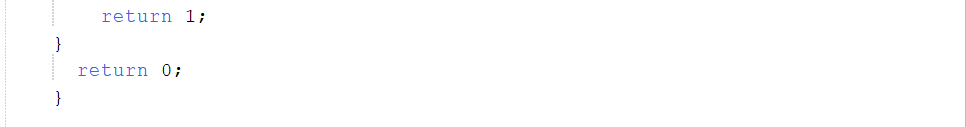 return 1;
}
return 0;
}